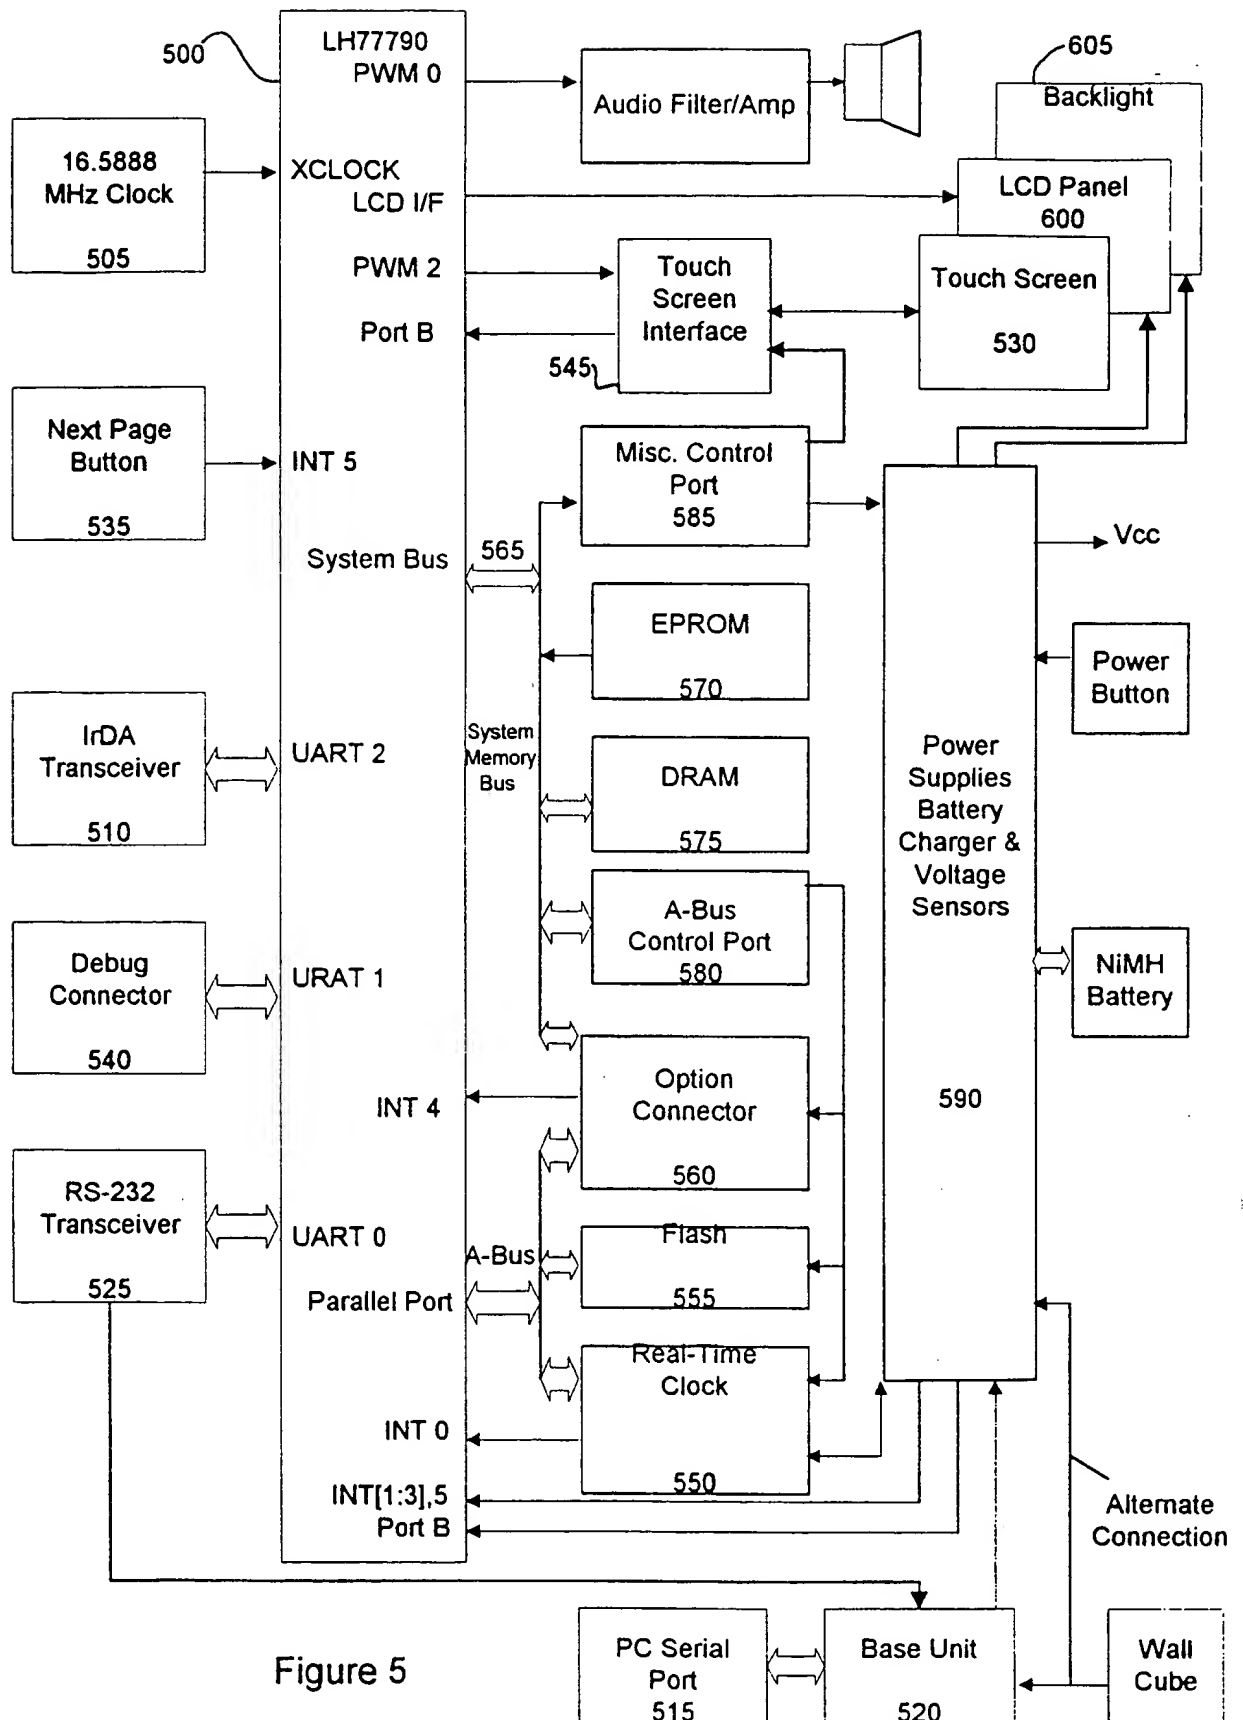 500
LH77790
PWM 0
Audio Filter/Amp
605
Backlight
16.5888
MHz Clock
505
XCLOCK
LCD I/F
LCD Panel
600
PWM 2
Touch
Screen
Interface
545
Touch Screen
530
Port B
Next Page
Button
535
INT 5
Misc. Control
Port
585
System Bus
565
Vcc
EPROM
570
Power
Button
IrDA
Transceiver
510
UART 2
System
Memory
Bus
DRAM
575
Power
Supplies
Battery
Charger &
Voltage
Sensors
590
A-Bus
Control Port
580
NiMH
Battery
Debug
Connector
540
URAT 1
INT 4
Option
Connector
560
RS-232
Transceiver
525
UART 0
A-Bus
Flash
555
Parallel Port
Real-Time
Clock
550
INT 0
INT[1:3],5
Port B
Alternate
Connection
PC Serial
Port
515
Base Unit
520
Wall
Cube
Figure 5